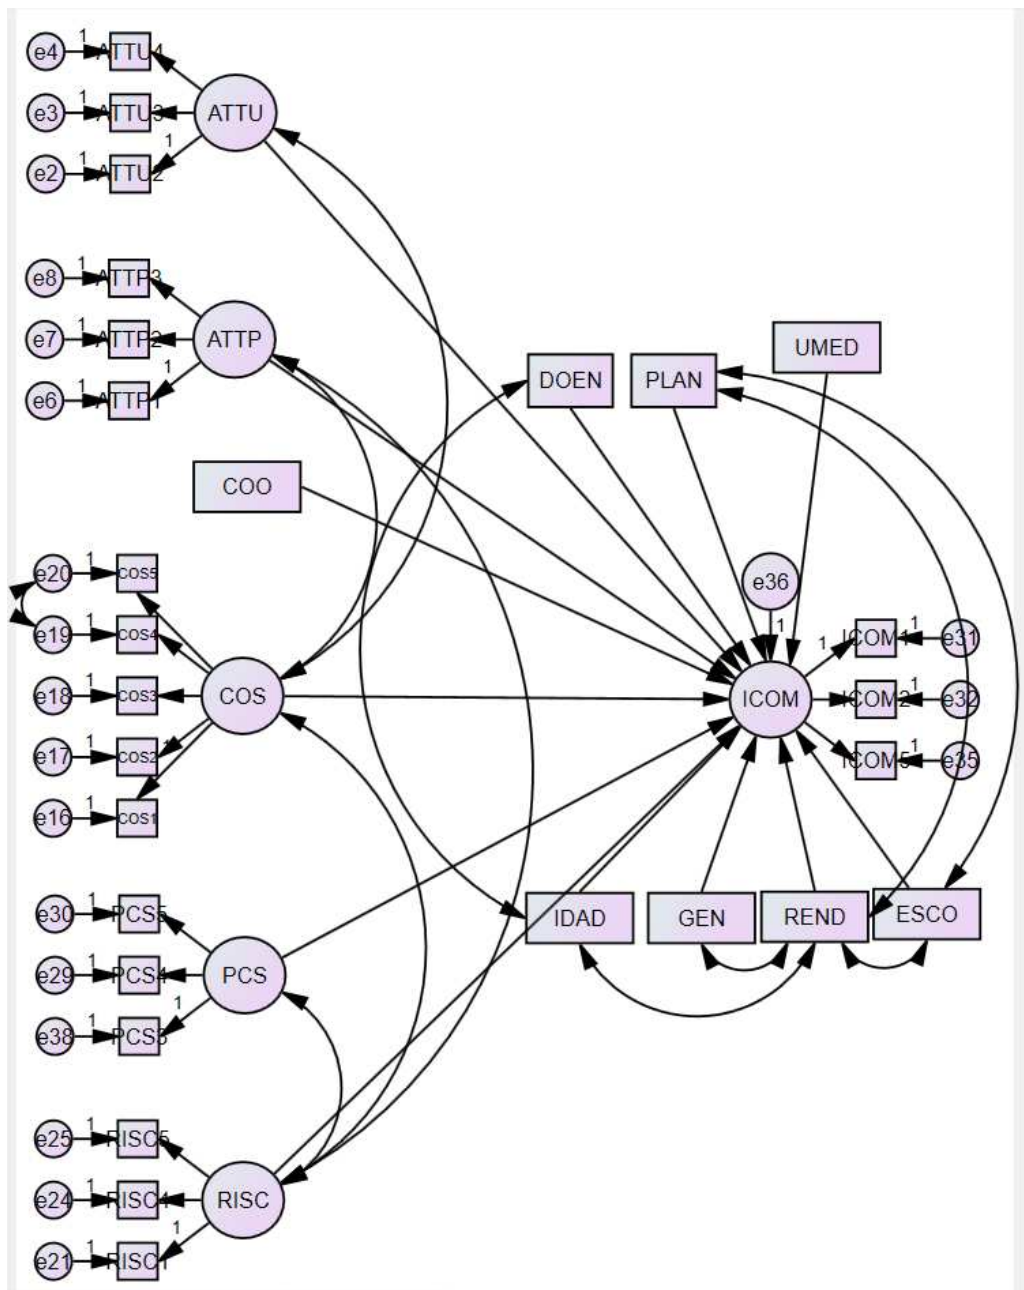 e4 1 ATTU4
e3 1 ATTU3 ATTU
e2 1 ATTU2 1
e8 1 ATTP3
e7 1 ATTP2 ATTP
e6 1 ATTP1 1
UMED
DOEN PLAN
COO
e20 1 COS5
e19 1 COS4
e18 1 COS3 COS
e17 1 COS2 1
e16 1 COS1
e36
1
1 ICOM1 1 e31
ICOM ICOM2 1 e32
ICOM5 1 e35
e30 1 PCS5
e29 1 PCS4 PCS
e38 1 PCS3 1
IDAD GEN REND ESCO
e25 1 RISC5
e24 1 RISC4 RISC
e21 1 RISC1 1